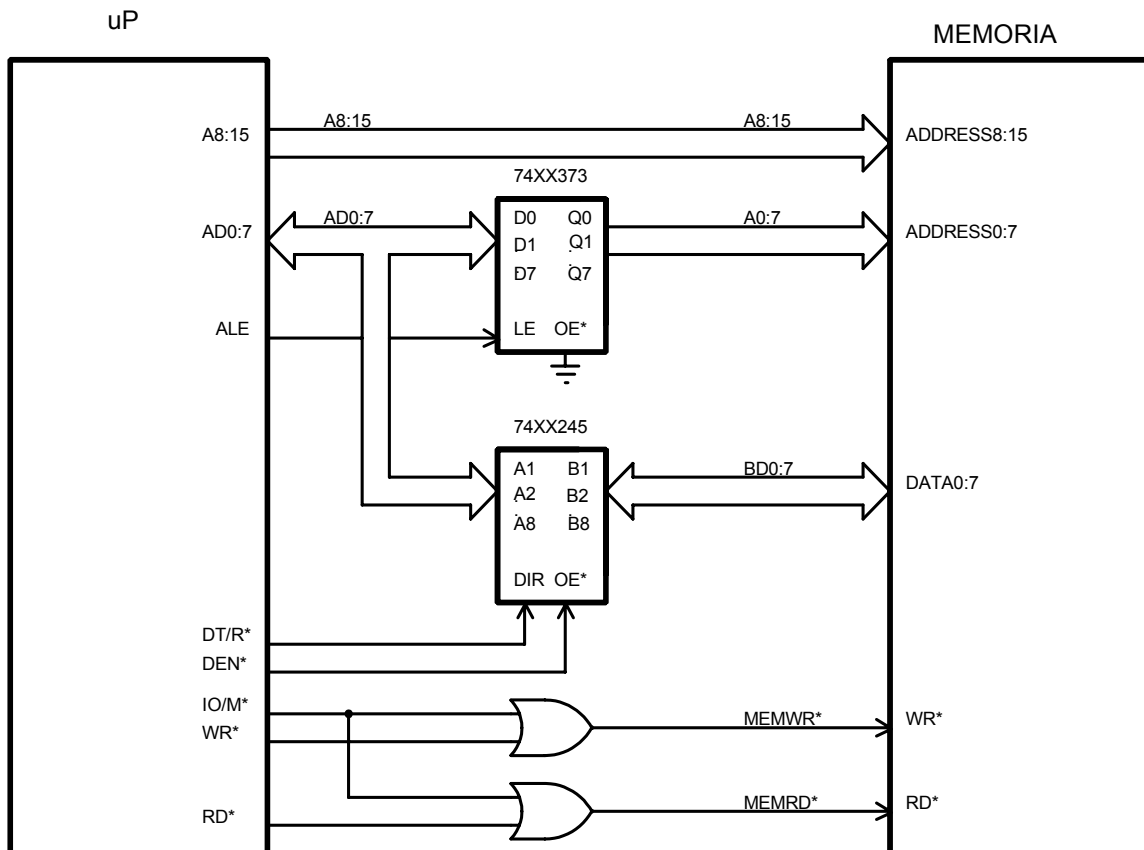 uP
MEMORIA
A8:15
A8:15
A8:15
ADDRESS8:15
74XX373
AD0:7
AD0:7
D0 Q0
D1 Q1
D7 Q7
A0:7
ADDRESS0:7
ALE
LE OE*
74XX245
A1 B1
A2 B2
A8 B8
BD0:7
DATA0:7
DIR OE*
DT/R*
DEN*
IO/M*
WR*
MEMWR*
WR*
RD*
MEMRD*
RD*